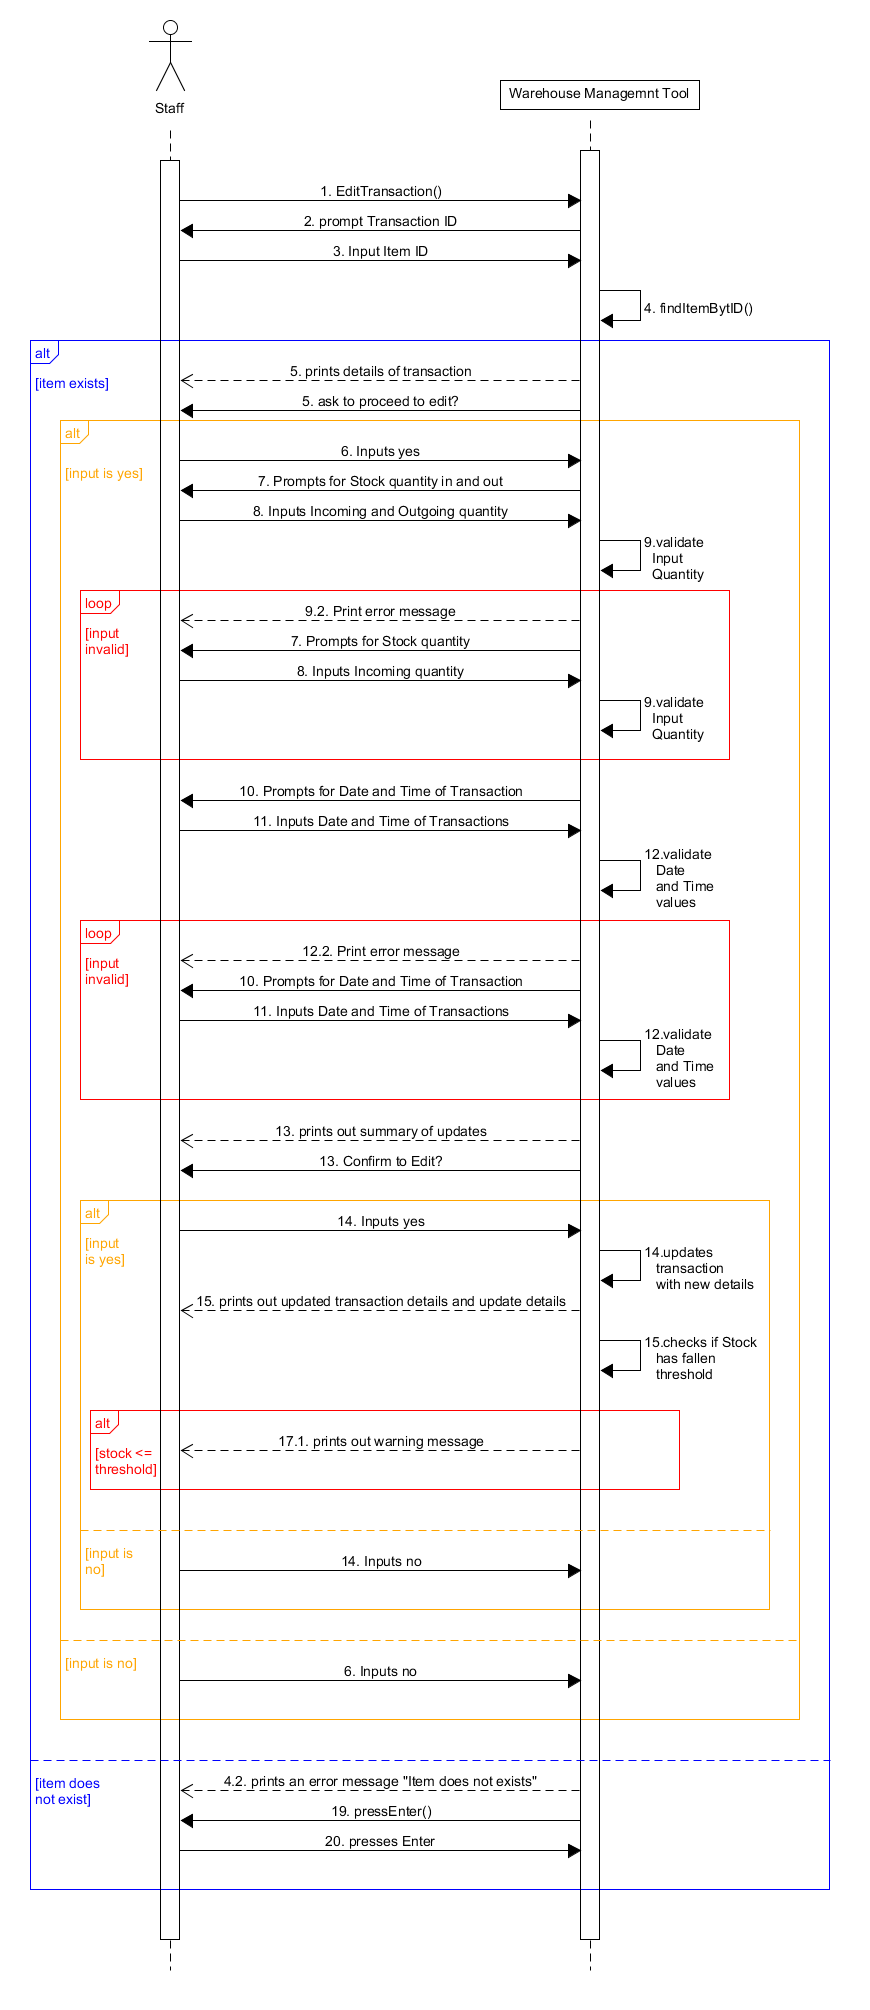 Staff
Warehouse Managemnt Tool
1. EditTransaction()
2. prompt Transaction ID
3. Input Item ID
4. findItemBytID()
alt
[item exists]
5. prints details of transaction
5. ask to proceed to edit?
alt
[input is yes]
6. Inputs yes
7. Prompts for Stock quantity in and out
8. Inputs Incoming and Outgoing quantity
9.validate
Input
Quantity
loop
[input
invalid]
9.2. Print error message
7. Prompts for Stock quantity
8. Inputs Incoming quantity
9.validate
Input
Quantity
10. Prompts for Date and Time of Transaction
11. Inputs Date and Time of Transactions
12.validate
Date
and Time
values
loop
[input
invalid]
12.2. Print error message
10. Prompts for Date and Time of Transaction
11. Inputs Date and Time of Transactions
12.validate
Date
and Time
values
13. prints out summary of updates
13. Confirm to Edit?
alt
[input
is yes]
14. Inputs yes
14.updates
transaction
with new details
15. prints out updated transaction details and update details
15.checks if Stock
has fallen
threshold
alt
[stock <=
threshold]
17.1. prints out warning message
[input is
no]
14. Inputs no
[input is no]
6. Inputs no
[item does
not exist]
4.2. prints an error message "Item does not exists"
19. pressEnter()
20. presses Enter